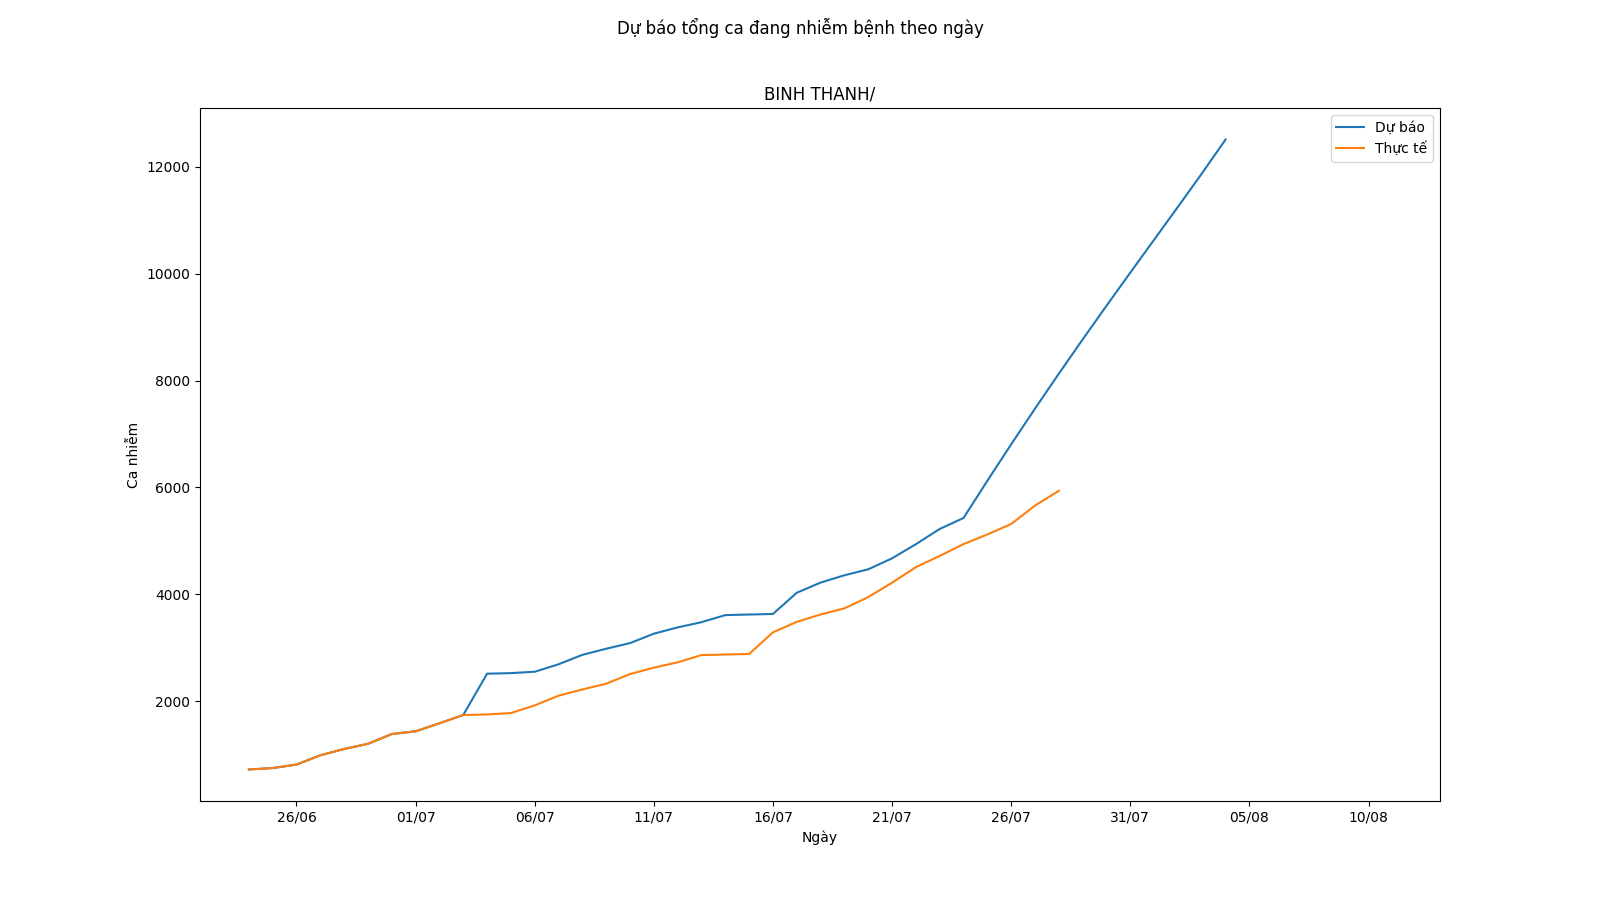 Dự báo tổng ca đang nhiễm bệnh theo ngày
BINH THANH/
Dự báo
Thực tế
12000
10000
8000
6000
4000
2000
Ca nhiễm
26/06 01/07 06/07 11/07 16/07 21/07 26/07 31/07 05/08 10/08
Ngày